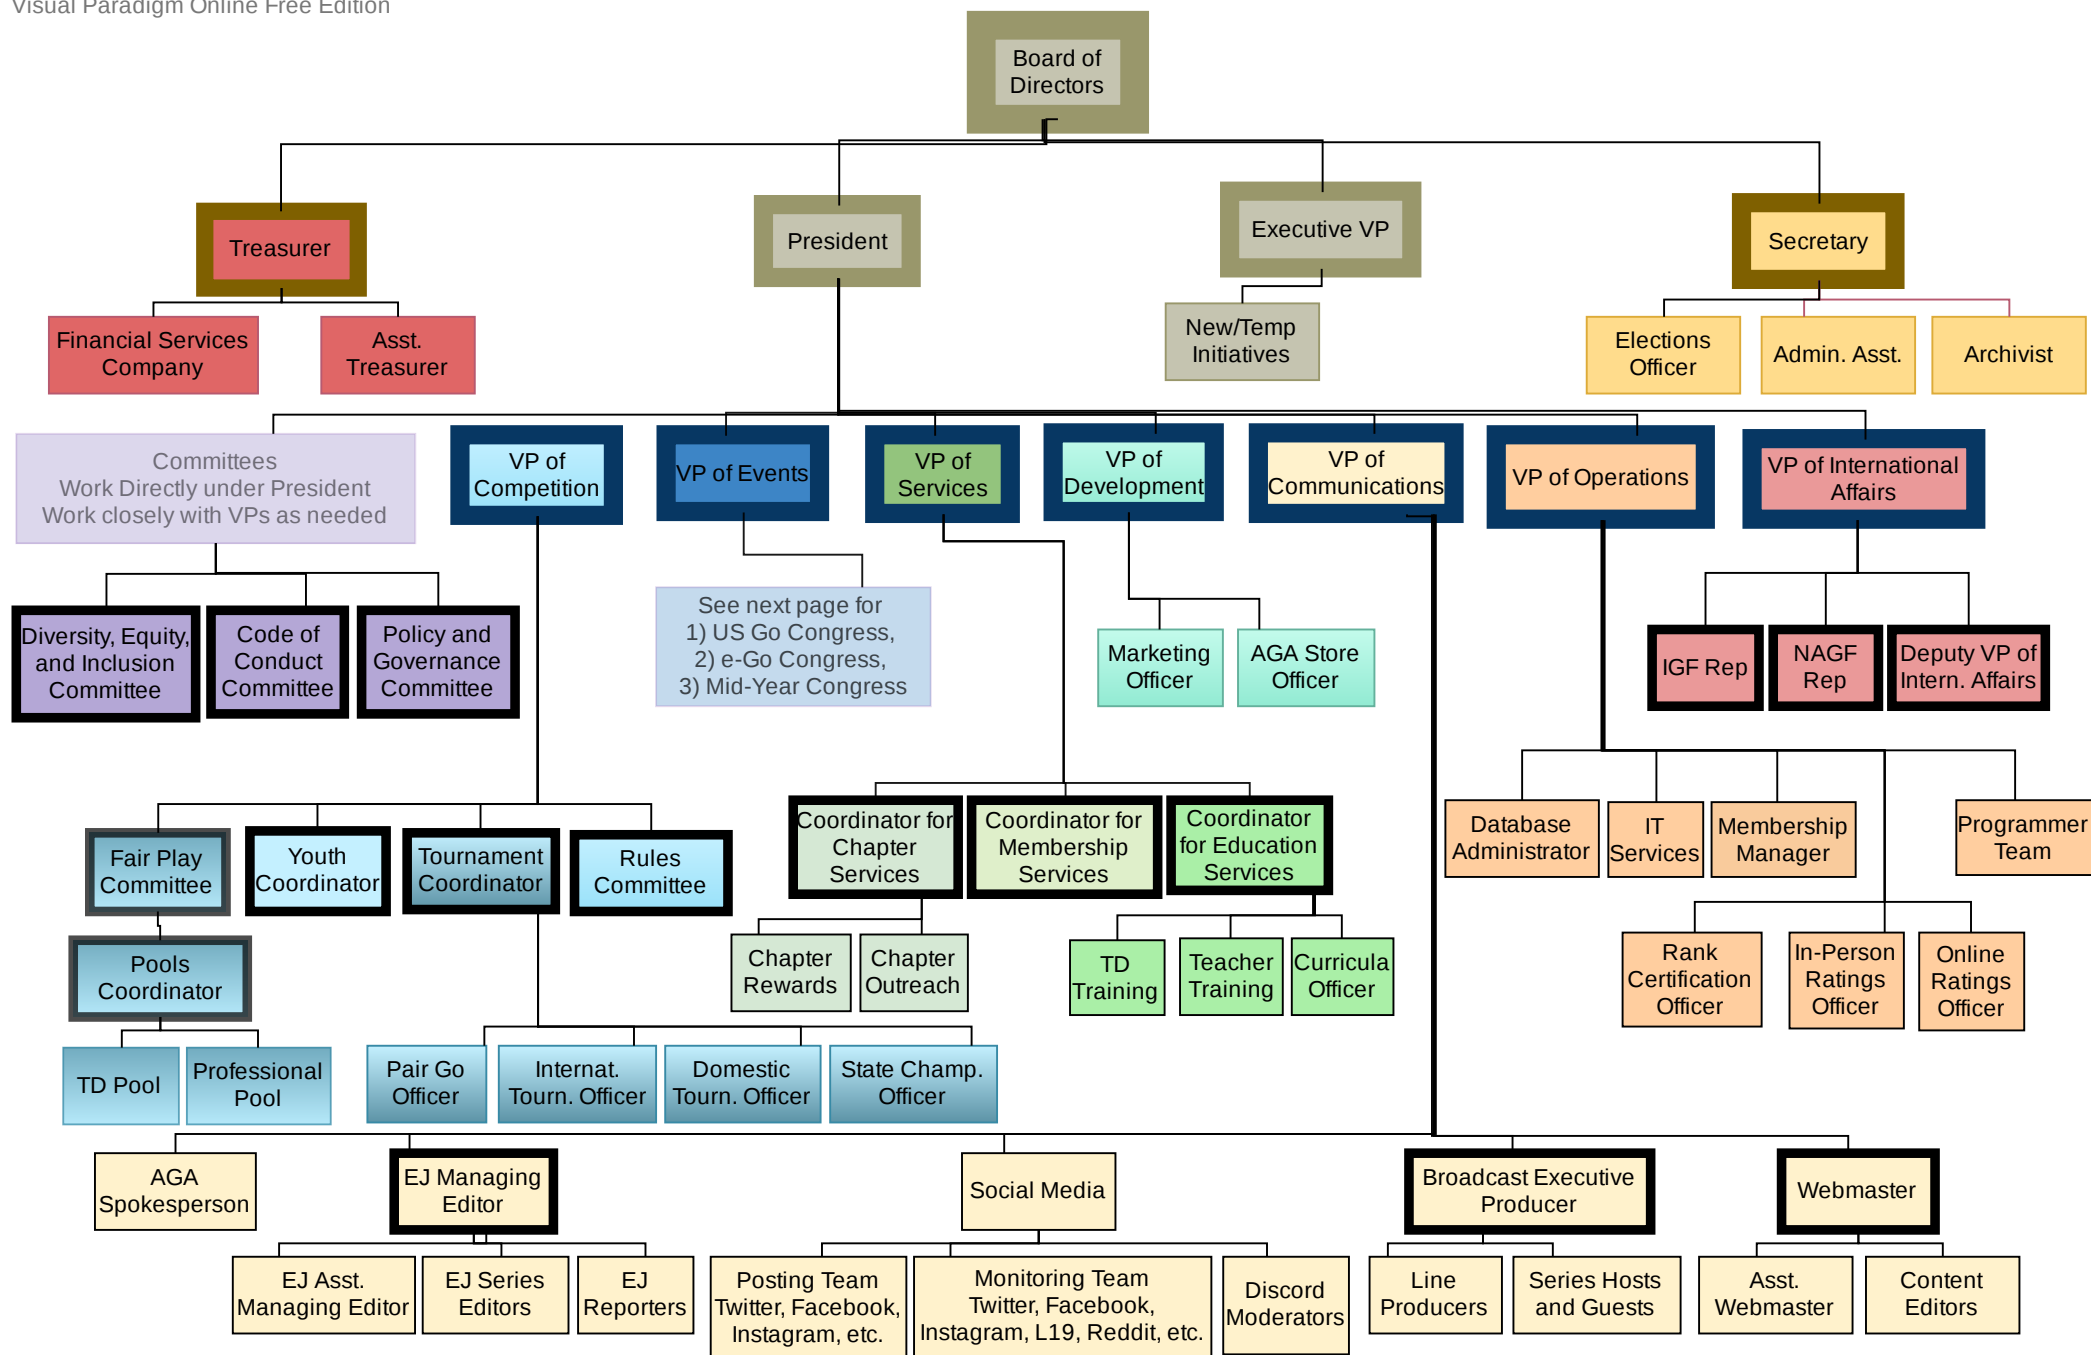 Visual Paradigm Online Free Edition
Board of
Directors
Treasurer
President
Executive VP
Secretary
Financial Services
Company
Asst.
Treasurer
New/Temp
Initiatives
Elections
Officer
Admin. Asst.
Archivist
Committees
Work Directly under President
Work closely with VPs as needed
VP of
Competition
VP of Events
VP of
Services
VP of
Development
VP of
Communications
VP of Operations
VP of International
Affairs
Diversity, Equity,
and Inclusion
Committee
Code of
Conduct
Committee
Policy and
Governance
Committee
See next page for
1) US Go Congress,
2) e-Go Congress,
3) Mid-Year Congress
Marketing
Officer
AGA Store
Officer
IGF Rep
NAGF
Rep
Deputy VP of
Intern. Affairs
Fair Play
Committee
Youth
Coordinator
Tournament
Coordinator
Rules
Committee
Coordinator for
Chapter
Services
Coordinator for
Membership
Services
Coordinator
for Education
Services
Database
Administrator
IT
Services
Membership
Manager
Programmer
Team
Pools
Coordinator
Chapter
Rewards
Chapter
Outreach
TD
Training
Teacher
Training
Curricula
Officer
Rank
Certification
Officer
In-Person
Ratings
Officer
Online
Ratings
Officer
TD Pool
Professional
Pool
Pair Go
Officer
Internat.
Tourn. Officer
Domestic
Tourn. Officer
State Champ.
Officer
AGA
Spokesperson
EJ Managing
Editor
Social Media
Broadcast Executive
Producer
Webmaster
EJ Asst.
Managing Editor
EJ Series
Editors
EJ
Reporters
Posting Team
Twitter, Facebook,
Instagram, etc.
Monitoring Team
Twitter, Facebook,
Instagram, L19, Reddit, etc.
Discord
Moderators
Line
Producers
Series Hosts
and Guests
Asst.
Webmaster
Content
Editors